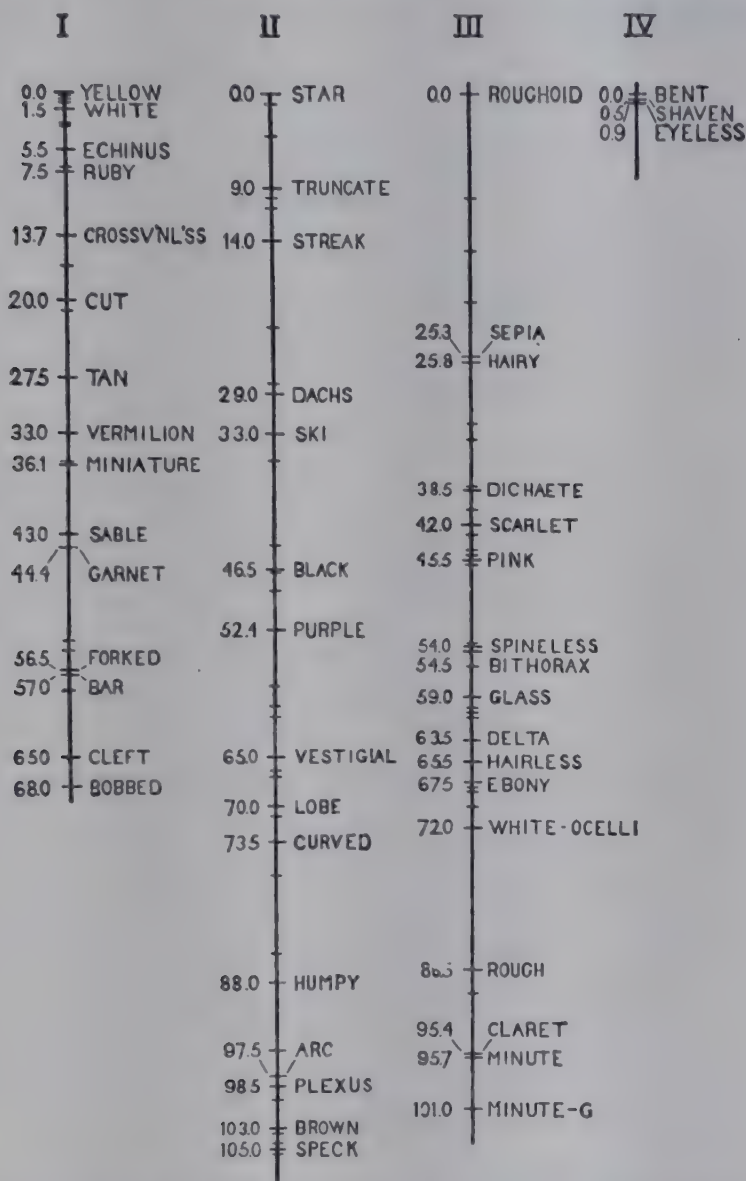 I
0.0 YELLOW
1.5 WHITE
5.5 ECHINUS
7.5 RUBY
13.7 CROSSV'NL'SS
20.0 CUT
27.5 TAN
33.0 VERMILION
36.1 MINIATURE
43.0 SABLE
44.4 GARNET
56.5 FORKED
57.0 BAR
65.0 CLEFT
68.0 BOBBED
II
0.0 STAR
9.0 TRUNCATE
14.0 STREAK
29.0 DACHS
33.0 SKI
46.5 BLACK
52.4 PURPLE
65.0 VESTIGIAL
70.0 LOBE
73.5 CURVED
88.0 HUMPY
97.5 ARC
98.5 PLEXUS
103.0 BROWN
105.0 SPECK
III
0.0 ROUGHOID
25.3 SEPIA
25.8 HAIRY
38.5 DICHAETE
42.0 SCARLET
45.5 PINK
54.0 SPINELESS
54.5 BITHORAX
59.0 GLASS
63.5 DELTA
65.5 HAIRLESS
67.5 EBONY
72.0 WHITE-OCELLI
ROUGH
95.4 CLARET
95.7 MINUTE
101.0 MINUTE-G
IV
0.0 BENT
0.5 SHAVEN
0.9 EYELESS